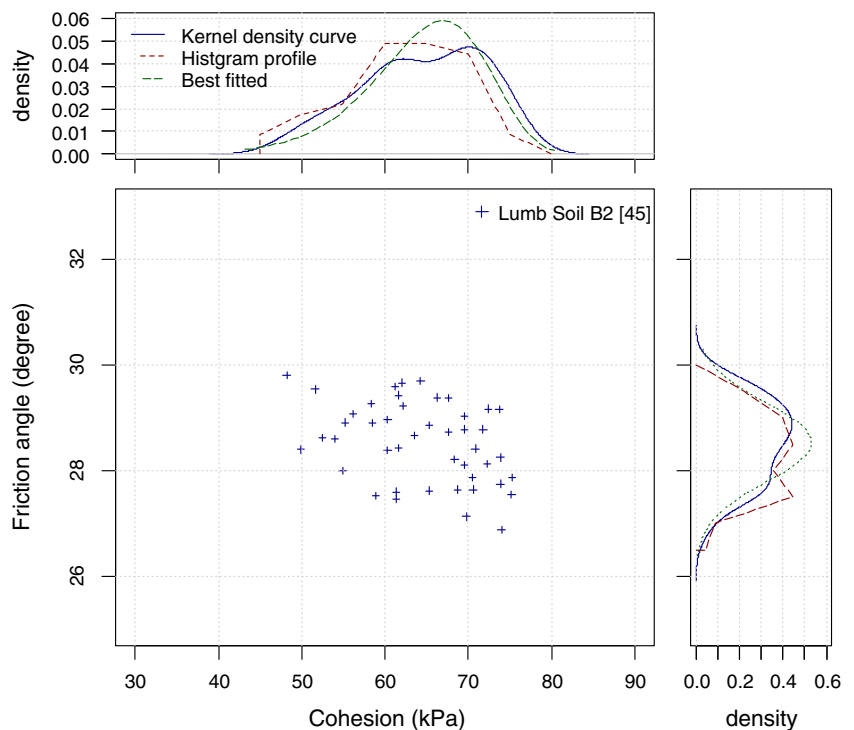 0.06
0.05
0.04
0.03
0.02
0.01
0.00
density
Kernel density curve
Histgram profile
Best fitted
Lumb Soil B2 [45]
32
30
28
26
Friction angle (degree)
30 40 50 60 70 80 90
Cohesion (kPa)
0.0 0.2 0.4 0.6
density